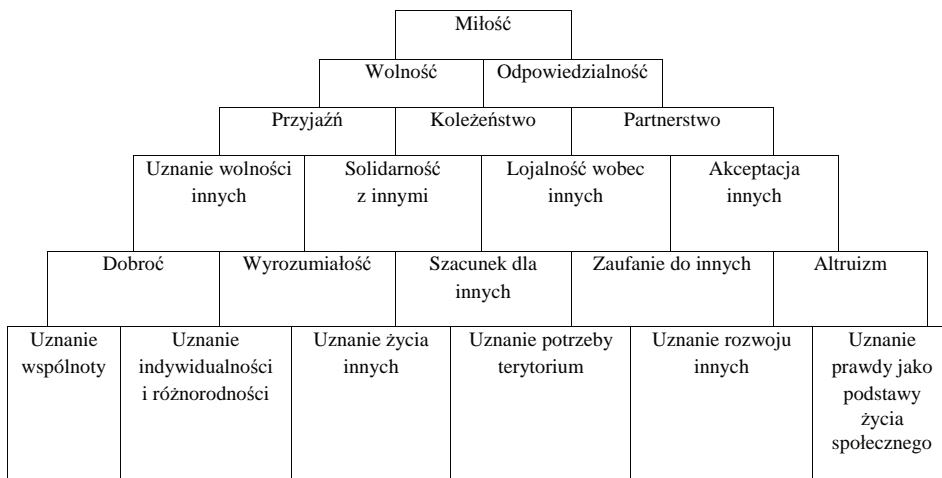 Miłość
Wolność Odpowiedzialność
Przyjaźń Koleżeństwo Partnerstwo
Uznanie wolności innych
Solidarność z innymi
Lojalność wobec innych
Akceptacja innych
Dobroć
Wyrozumiałość
Szacunek dla innych
Zaufanie do innych
Altruizm
Uznanie wspólnoty
Uznanie indywidualności i różnorodności
Uznanie życia innych
Uznanie potrzeby terytorium
Uznanie rozwoju innych
Uznanie prawdy jako podstawy życia społecznego